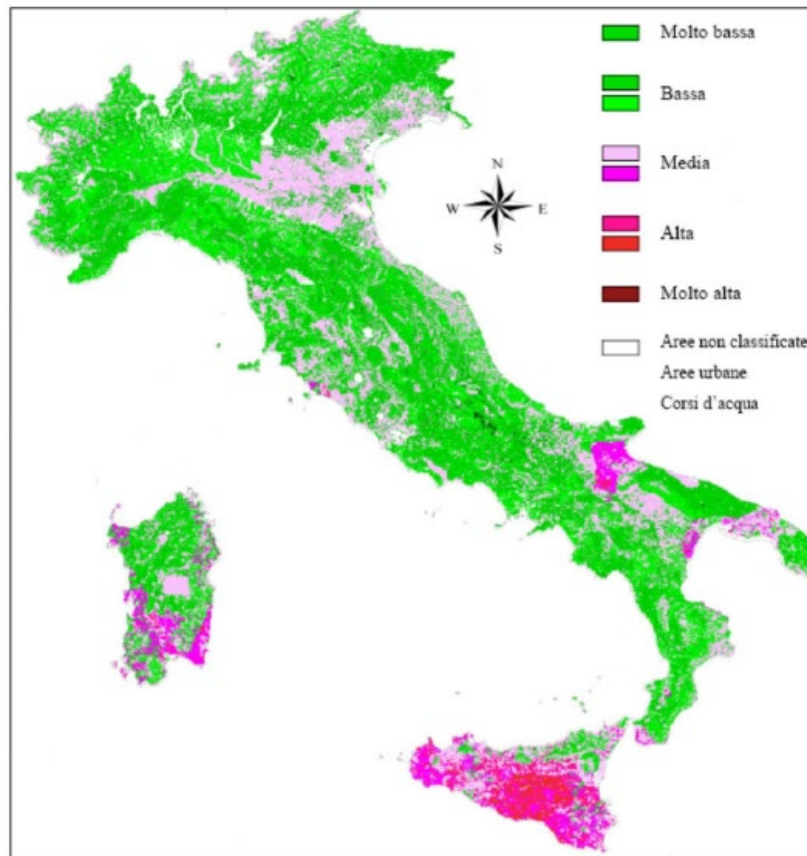 Molto bassa
Bassa
Media
Alta
Molto alta
Aree non classificate
Aree urbane
Corsi d'acqua
N
W E
S